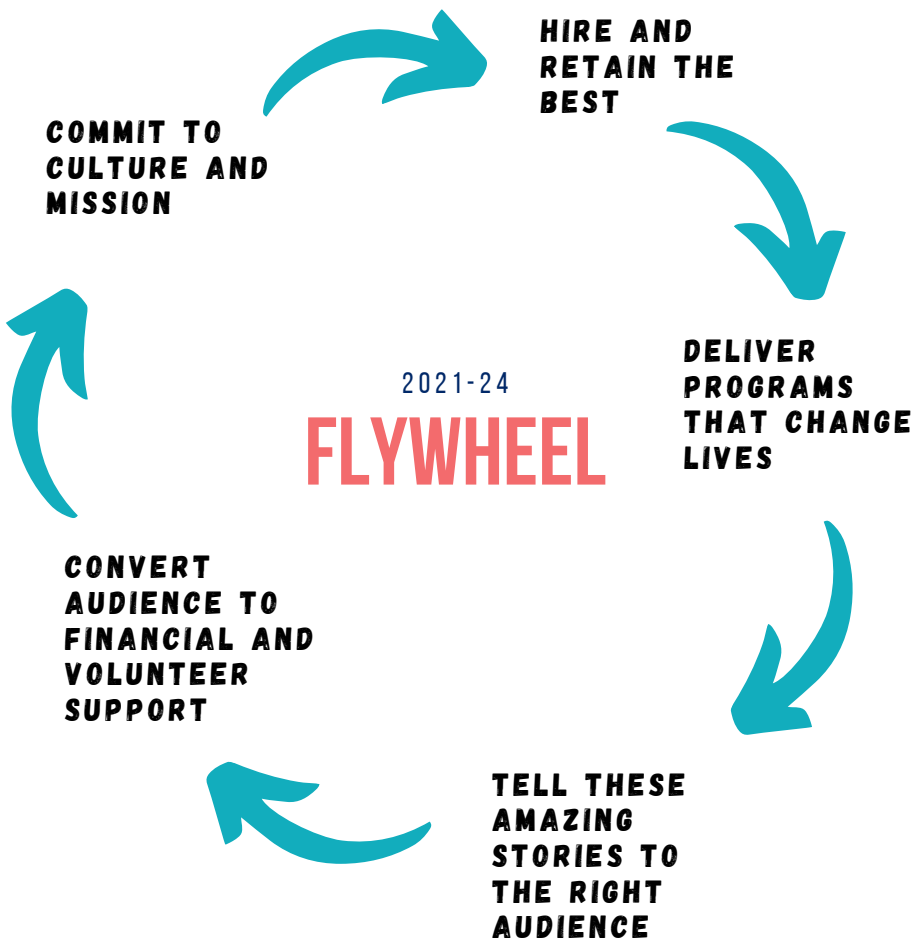 COMMIT TO
CULTURE AND
MISSION
HIRE AND
RETAIN THE
BEST
DELIVER
PROGRAMS
THAT CHANGE
LIVES
TELL THESE
AMAZING
STORIES TO
THE RIGHT
AUDIENCE
CONVERT
AUDIENCE TO
FINANCIAL AND
VOLUNTEER
SUPPORT
2021-24
FLYWHEEL